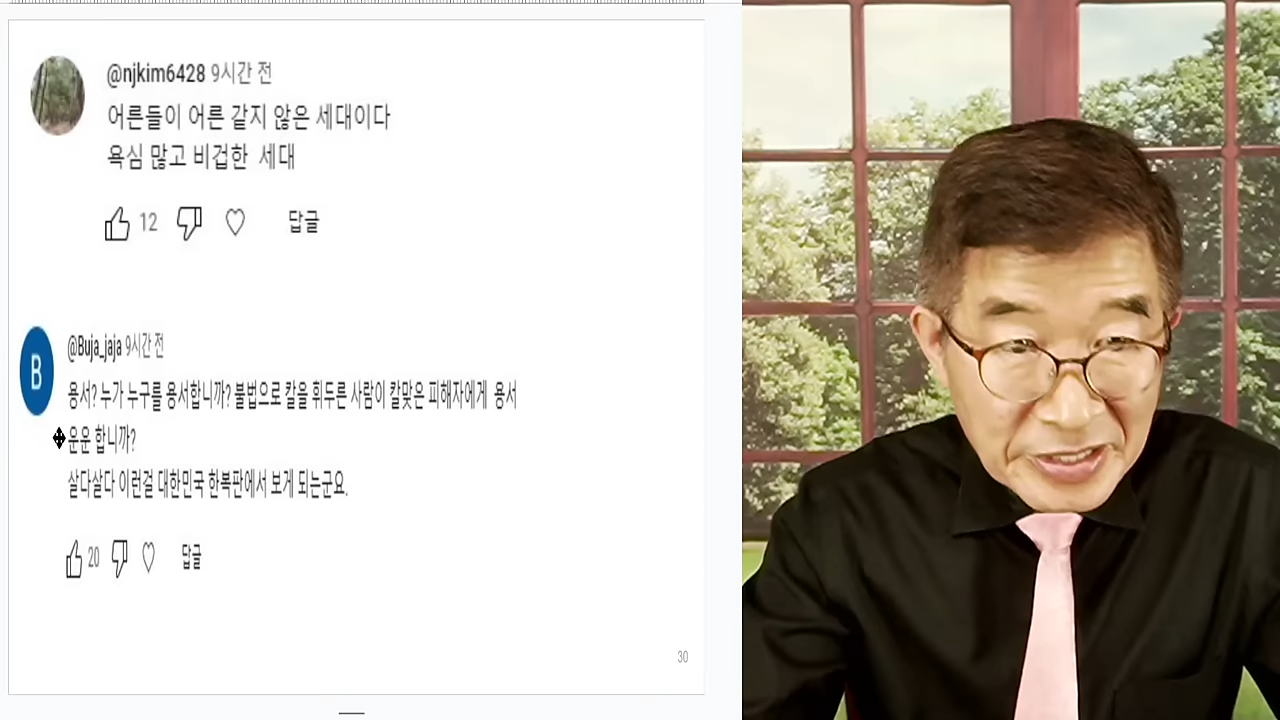 @njkim6428 9시간 전
어른들이 어른 같지 않은 세대이다
욕심 많고 비겁한 세대
12 답글
B
@Buja_jaja 9시간 전
용서? 누가 누구를 용서합니까? 불법으로 칼을 휘두른 사람이 칼맞은 피해자에게 용서
운운 합니까?
살다살다 이런걸 대한민국 한복판에서 보게 되는군요.
20 답글
30